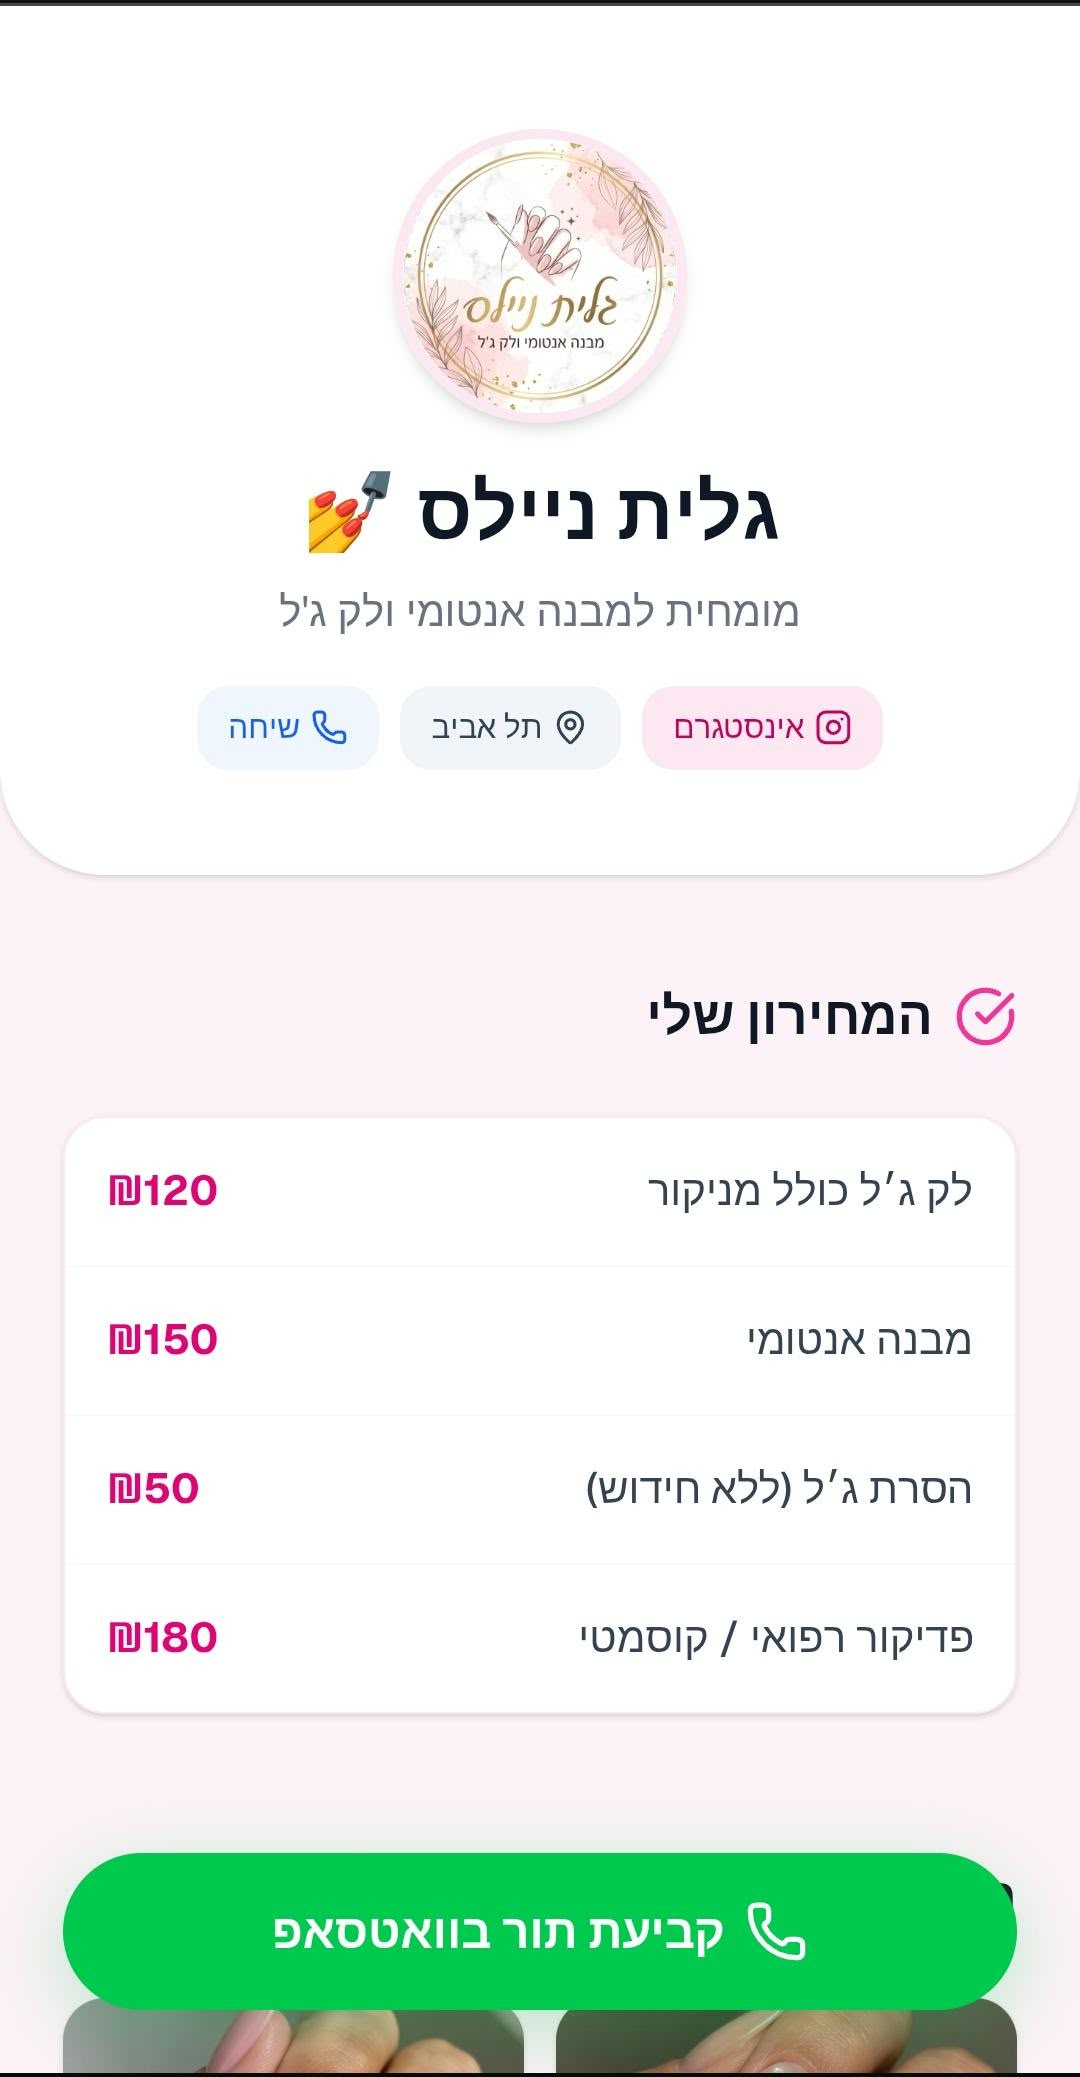 גלית ניילס
מבנה אנטומי ולק ג'ל
גלית ניילס 💅
מומחית למבנה אנטומי ולק ג'ל
אינסטגרם
תל אביב
שיחה
המחירון שלי
לק ג׳ל כולל מניקור ₪120
מבנה אנטומי ₪150
הסרת ג׳ל (ללא חידוש) ₪50
פדיקור רפואי / קוסמטי ₪180
קביעת תור בוואטסאפ